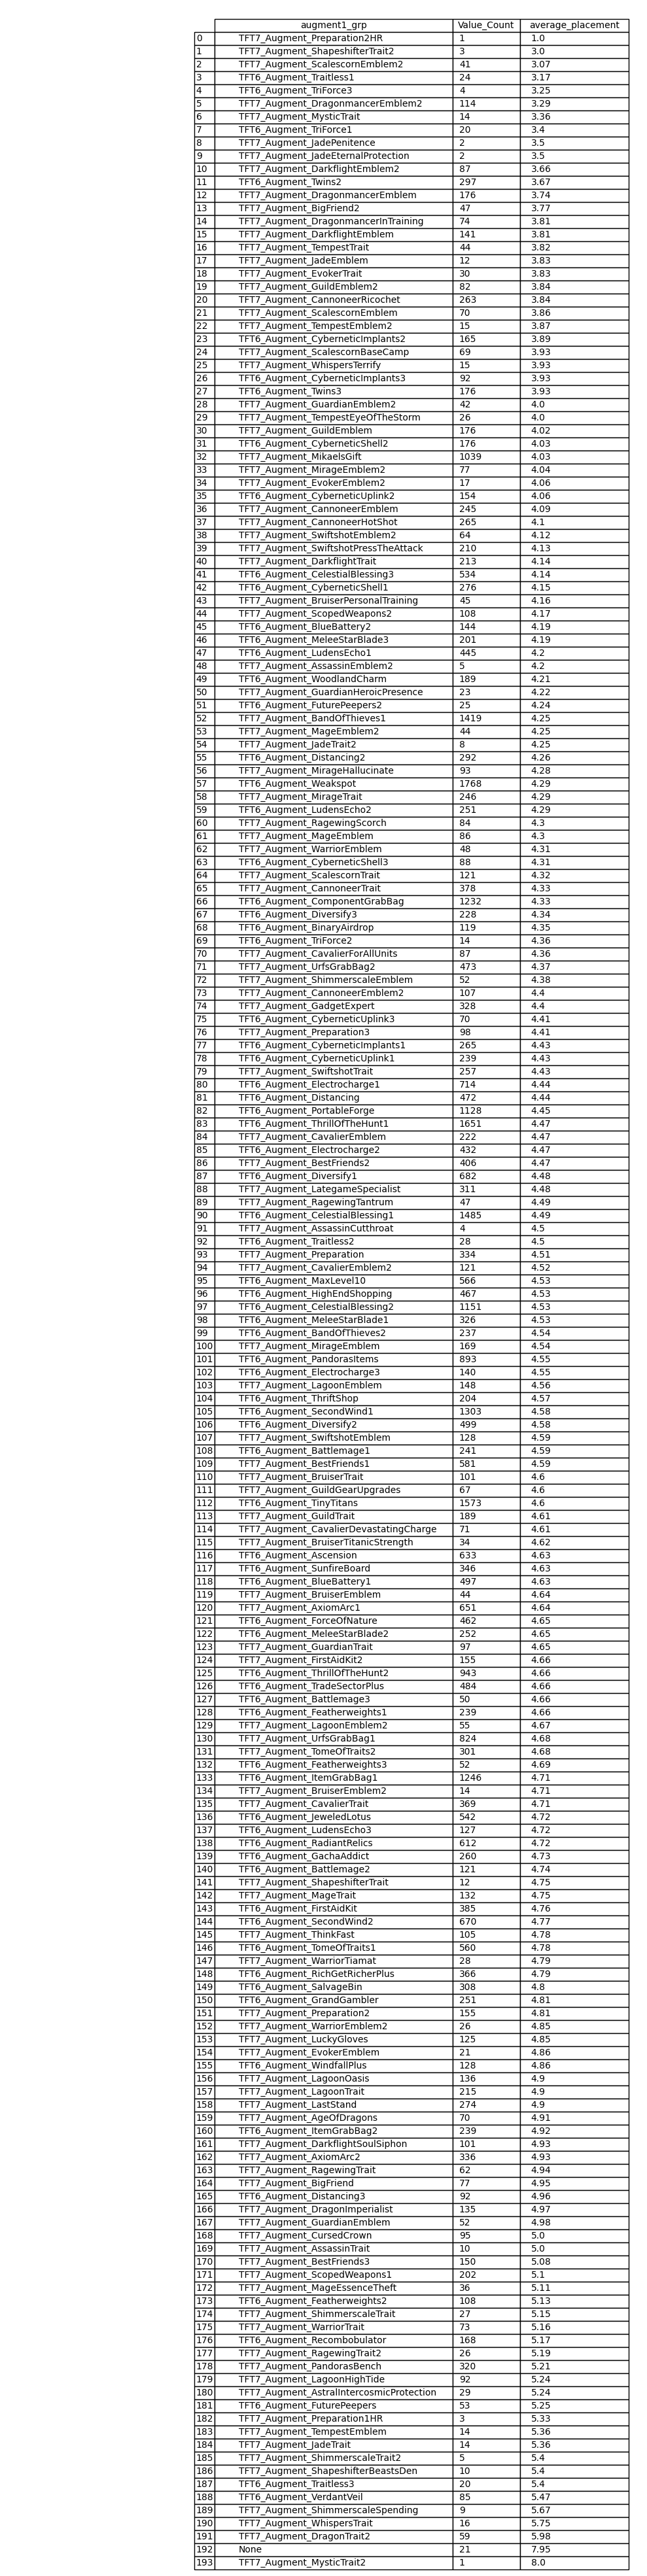 augment1_grp Value_Count average_placement
0 TFT7_Augment_Preparation2HR 1 1.0
1 TFT7_Augment_ShapeshifterTrait2 3 3.0
2 TFT7_Augment_ScalescornEmblem2 41 3.07
3 TFT6_Augment_Traitless1 24 3.17
4 TFT6_Augment_TriForce3 4 3.25
5 TFT7_Augment_DragonmancerEmblem2 114 3.29
6 TFT7_Augment_MysticTrait 14 3.36
7 TFT6_Augment_TriForce1 20 3.4
8 TFT7_Augment_JadePenitence 2 3.5
9 TFT7_Augment_JadeEternalProtection 2 3.5
10 TFT7_Augment_DarkflightEmblem2 87 3.66
11 TFT6_Augment_Twins2 297 3.67
12 TFT7_Augment_DragonmancerEmblem 176 3.74
13 TFT7_Augment_BigFriend2 47 3.77
14 TFT7_Augment_DragonmancerInTraining 74 3.81
15 TFT7_Augment_DarkflightEmblem 141 3.81
16 TFT7_Augment_TempestTrait 44 3.82
17 TFT7_Augment_JadeEmblem 12 3.83
18 TFT7_Augment_EvokerTrait 30 3.83
19 TFT7_Augment_GuildEmblem2 82 3.84
20 TFT7_Augment_CannoneerRicochet 263 3.84
21 TFT7_Augment_ScalescornEmblem 70 3.86
22 TFT7_Augment_TempestEmblem2 15 3.87
23 TFT6_Augment_CyberneticImplants2 165 3.89
24 TFT7_Augment_ScalescornBaseCamp 69 3.93
25 TFT7_Augment_WhispersTerrify 15 3.93
26 TFT6_Augment_CyberneticImplants3 92 3.93
27 TFT6_Augment_Twins3 176 3.93
28 TFT7_Augment_GuardianEmblem2 42 4.0
29 TFT7_Augment_TempestEyeOfTheStorm 26 4.0
30 TFT7_Augment_GuildEmblem 176 4.02
31 TFT6_Augment_CyberneticShell2 176 4.03
32 TFT7_Augment_MikaelsGift 1039 4.03
33 TFT7_Augment_MirageEmblem2 77 4.04
34 TFT7_Augment_EvokerEmblem2 17 4.06
35 TFT6_Augment_CyberneticUplink2 154 4.06
36 TFT7_Augment_CannoneerEmblem 245 4.09
37 TFT7_Augment_CannoneerHotShot 265 4.1
38 TFT7_Augment_SwiftshotEmblem2 64 4.12
39 TFT7_Augment_SwiftshotPressTheAttack 210 4.13
40 TFT7_Augment_DarkflightTrait 213 4.14
41 TFT6_Augment_CelestialBlessing3 534 4.14
42 TFT6_Augment_CyberneticShell1 276 4.15
43 TFT7_Augment_BruiserPersonalTraining 45 4.16
44 TFT7_Augment_ScopedWeapons2 108 4.17
45 TFT6_Augment_BlueBattery2 144 4.19
46 TFT6_Augment_MeleeStarBlade3 201 4.19
47 TFT6_Augment_LudensEcho1 445 4.2
48 TFT7_Augment_AssassinEmblem2 5 4.2
49 TFT6_Augment_WoodlandCharm 189 4.21
50 TFT7_Augment_GuardianHeroicPresence 23 4.22
51 TFT6_Augment_FuturePeepers2 25 4.24
52 TFT7_Augment_BandOfThieves1 1419 4.25
53 TFT7_Augment_MageEmblem2 44 4.25
54 TFT7_Augment_JadeTrait2 8 4.25
55 TFT6_Augment_Distancing2 292 4.26
56 TFT7_Augment_MirageHallucinate 93 4.28
57 TFT6_Augment_Weakspot 1768 4.29
58 TFT7_Augment_MirageTrait 246 4.29
59 TFT6_Augment_LudensEcho2 251 4.29
60 TFT7_Augment_RagewingScorch 84 4.3
61 TFT7_Augment_MageEmblem 86 4.3
62 TFT7_Augment_WarriorEmblem 48 4.31
63 TFT6_Augment_CyberneticShell3 88 4.31
64 TFT7_Augment_ScalescornTrait 121 4.32
65 TFT7_Augment_CannoneerTrait 378 4.33
66 TFT6_Augment_ComponentGrabBag 1232 4.33
67 TFT6_Augment_Diversify3 228 4.34
68 TFT6_Augment_BinaryAirdrop 119 4.35
69 TFT6_Augment_TriForce2 14 4.36
70 TFT7_Augment_CavalierForAllUnits 87 4.36
71 TFT7_Augment_UrfsGrabBag2 473 4.37
72 TFT7_Augment_ShimmerscaleEmblem 52 4.38
73 TFT7_Augment_CannoneerEmblem2 107 4.4
74 TFT7_Augment_GadgetExpert 328 4.4
75 TFT6_Augment_CyberneticUplink3 70 4.41
76 TFT7_Augment_Preparation3 98 4.41
77 TFT6_Augment_CyberneticImplants1 265 4.43
78 TFT6_Augment_CyberneticUplink1 239 4.43
79 TFT7_Augment_SwiftshotTrait 257 4.43
80 TFT6_Augment_Electrocharge1 714 4.44
81 TFT6_Augment_Distancing 472 4.44
82 TFT6_Augment_PortableForge 1128 4.45
83 TFT6_Augment_ThrillOfTheHunt1 1651 4.47
84 TFT7_Augment_CavalierEmblem 222 4.47
85 TFT6_Augment_Electrocharge2 432 4.47
86 TFT7_Augment_BestFriends2 406 4.47
87 TFT6_Augment_Diversify1 682 4.48
88 TFT7_Augment_LategameSpecialist 311 4.48
89 TFT7_Augment_RagewingTantrum 47 4.49
90 TFT6_Augment_CelestialBlessing1 1485 4.49
91 TFT7_Augment_AssassinCutthroat 4 4.5
92 TFT6_Augment_Traitless2 28 4.5
93 TFT7_Augment_Preparation 334 4.51
94 TFT7_Augment_CavalierEmblem2 121 4.52
95 TFT6_Augment_MaxLevel10 566 4.53
96 TFT6_Augment_HighEndShopping 467 4.53
97 TFT6_Augment_CelestialBlessing2 1151 4.53
98 TFT6_Augment_MeleeStarBlade1 326 4.53
99 TFT6_Augment_BandOfThieves2 237 4.54
100 TFT7_Augment_MirageEmblem 169 4.54
101 TFT6_Augment_PandorasItems 893 4.55
102 TFT6_Augment_Electrocharge3 140 4.55
103 TFT7_Augment_LagoonEmblem 148 4.56
104 TFT6_Augment_ThriftShop 204 4.57
105 TFT6_Augment_SecondWind1 1303 4.58
106 TFT6_Augment_Diversify2 499 4.58
107 TFT7_Augment_SwiftshotEmblem 128 4.59
108 TFT6_Augment_Battlemage1 241 4.59
109 TFT7_Augment_BestFriends1 581 4.59
110 TFT7_Augment_BruiserTrait 101 4.6
111 TFT7_Augment_GuildGearUpgrades 67 4.6
112 TFT6_Augment_TinyTitans 1573 4.6
113 TFT7_Augment_GuildTrait 189 4.61
114 TFT7_Augment_CavalierDevastatingCharge 71 4.61
115 TFT7_Augment_BruiserTitanicStrength 34 4.62
116 TFT6_Augment_Ascension 633 4.63
117 TFT6_Augment_SunfireBoard 346 4.63
118 TFT6_Augment_BlueBattery1 497 4.63
119 TFT7_Augment_BruiserEmblem 44 4.64
120 TFT7_Augment_AxiomArc1 651 4.64
121 TFT6_Augment_ForceOfNature 462 4.65
122 TFT6_Augment_MeleeStarBlade2 252 4.65
123 TFT7_Augment_GuardianTrait 97 4.65
124 TFT7_Augment_FirstAidKit2 155 4.66
125 TFT6_Augment_ThrillOfTheHunt2 943 4.66
126 TFT6_Augment_TradeSectorPlus 484 4.66
127 TFT6_Augment_Battlemage3 50 4.66
128 TFT6_Augment_Featherweights1 239 4.66
129 TFT7_Augment_LagoonEmblem2 55 4.67
130 TFT7_Augment_UrfsGrabBag1 824 4.68
131 TFT7_Augment_TomeOfTraits2 301 4.68
132 TFT6_Augment_Featherweights3 52 4.69
133 TFT6_Augment_ItemGrabBag1 1246 4.71
134 TFT7_Augment_BruiserEmblem2 14 4.71
135 TFT7_Augment_CavalierTrait 369 4.71
136 TFT6_Augment_JeweledLotus 542 4.72
137 TFT6_Augment_LudensEcho3 127 4.72
138 TFT6_Augment_RadiantRelics 612 4.72
139 TFT6_Augment_GachaAddict 260 4.73
140 TFT6_Augment_Battlemage2 121 4.74
141 TFT7_Augment_ShapeshifterTrait 12 4.75
142 TFT7_Augment_MageTrait 132 4.75
143 TFT6_Augment_FirstAidKit 385 4.76
144 TFT6_Augment_SecondWind2 670 4.77
145 TFT7_Augment_ThinkFast 105 4.78
146 TFT6_Augment_TomeOfTraits1 560 4.78
147 TFT7_Augment_WarriorTiamat 28 4.79
148 TFT6_Augment_RichGetRicherPlus 366 4.79
149 TFT6_Augment_SalvageBin 308 4.8
150 TFT6_Augment_GrandGambler 251 4.81
151 TFT7_Augment_Preparation2 155 4.81
152 TFT7_Augment_WarriorEmblem2 26 4.85
153 TFT7_Augment_LuckyGloves 125 4.85
154 TFT7_Augment_EvokerEmblem 21 4.86
155 TFT6_Augment_WindfallPlus 128 4.86
156 TFT7_Augment_LagoonOasis 136 4.9
157 TFT7_Augment_LagoonTrait 215 4.9
158 TFT7_Augment_LastStand 274 4.9
159 TFT7_Augment_AgeOfDragons 70 4.91
160 TFT6_Augment_ItemGrabBag2 239 4.92
161 TFT7_Augment_DarkflightSoulSiphon 101 4.93
162 TFT7_Augment_AxiomArc2 336 4.93
163 TFT7_Augment_RagewingTrait 62 4.94
164 TFT7_Augment_BigFriend 77 4.95
165 TFT6_Augment_Distancing3 92 4.96
166 TFT7_Augment_DragonImperialist 135 4.97
167 TFT7_Augment_GuardianEmblem 52 4.98
168 TFT7_Augment_CursedCrown 95 5.0
169 TFT7_Augment_AssassinTrait 10 5.0
170 TFT7_Augment_BestFriends3 150 5.08
171 TFT7_Augment_ScopedWeapons1 202 5.1
172 TFT7_Augment_MageEssenceTheft 36 5.11
173 TFT6_Augment_Featherweights2 108 5.13
174 TFT7_Augment_ShimmerscaleTrait 27 5.15
175 TFT7_Augment_WarriorTrait 73 5.16
176 TFT6_Augment_Recombobulator 168 5.17
177 TFT7_Augment_RagewingTrait2 26 5.19
178 TFT7_Augment_PandorasBench 320 5.21
179 TFT7_Augment_LagoonHighTide 92 5.24
180 TFT7_Augment_AstralIntercosmicProtection 29 5.24
181 TFT6_Augment_FuturePeepers 53 5.25
182 TFT7_Augment_Preparation1HR 3 5.33
183 TFT7_Augment_TempestEmblem 14 5.36
184 TFT7_Augment_JadeTrait 14 5.36
185 TFT7_Augment_ShimmerscaleTrait2 5 5.4
186 TFT7_Augment_ShapeshifterBeastsDen 10 5.4
187 TFT6_Augment_Traitless3 20 5.4
188 TFT6_Augment_VerdantVeil 85 5.47
189 TFT7_Augment_ShimmerscaleSpending 9 5.67
190 TFT7_Augment_WhispersTrait 16 5.75
191 TFT7_Augment_DragonTrait2 59 5.98
192 None 21 7.95
193 TFT7_Augment_MysticTrait2 1 8.0